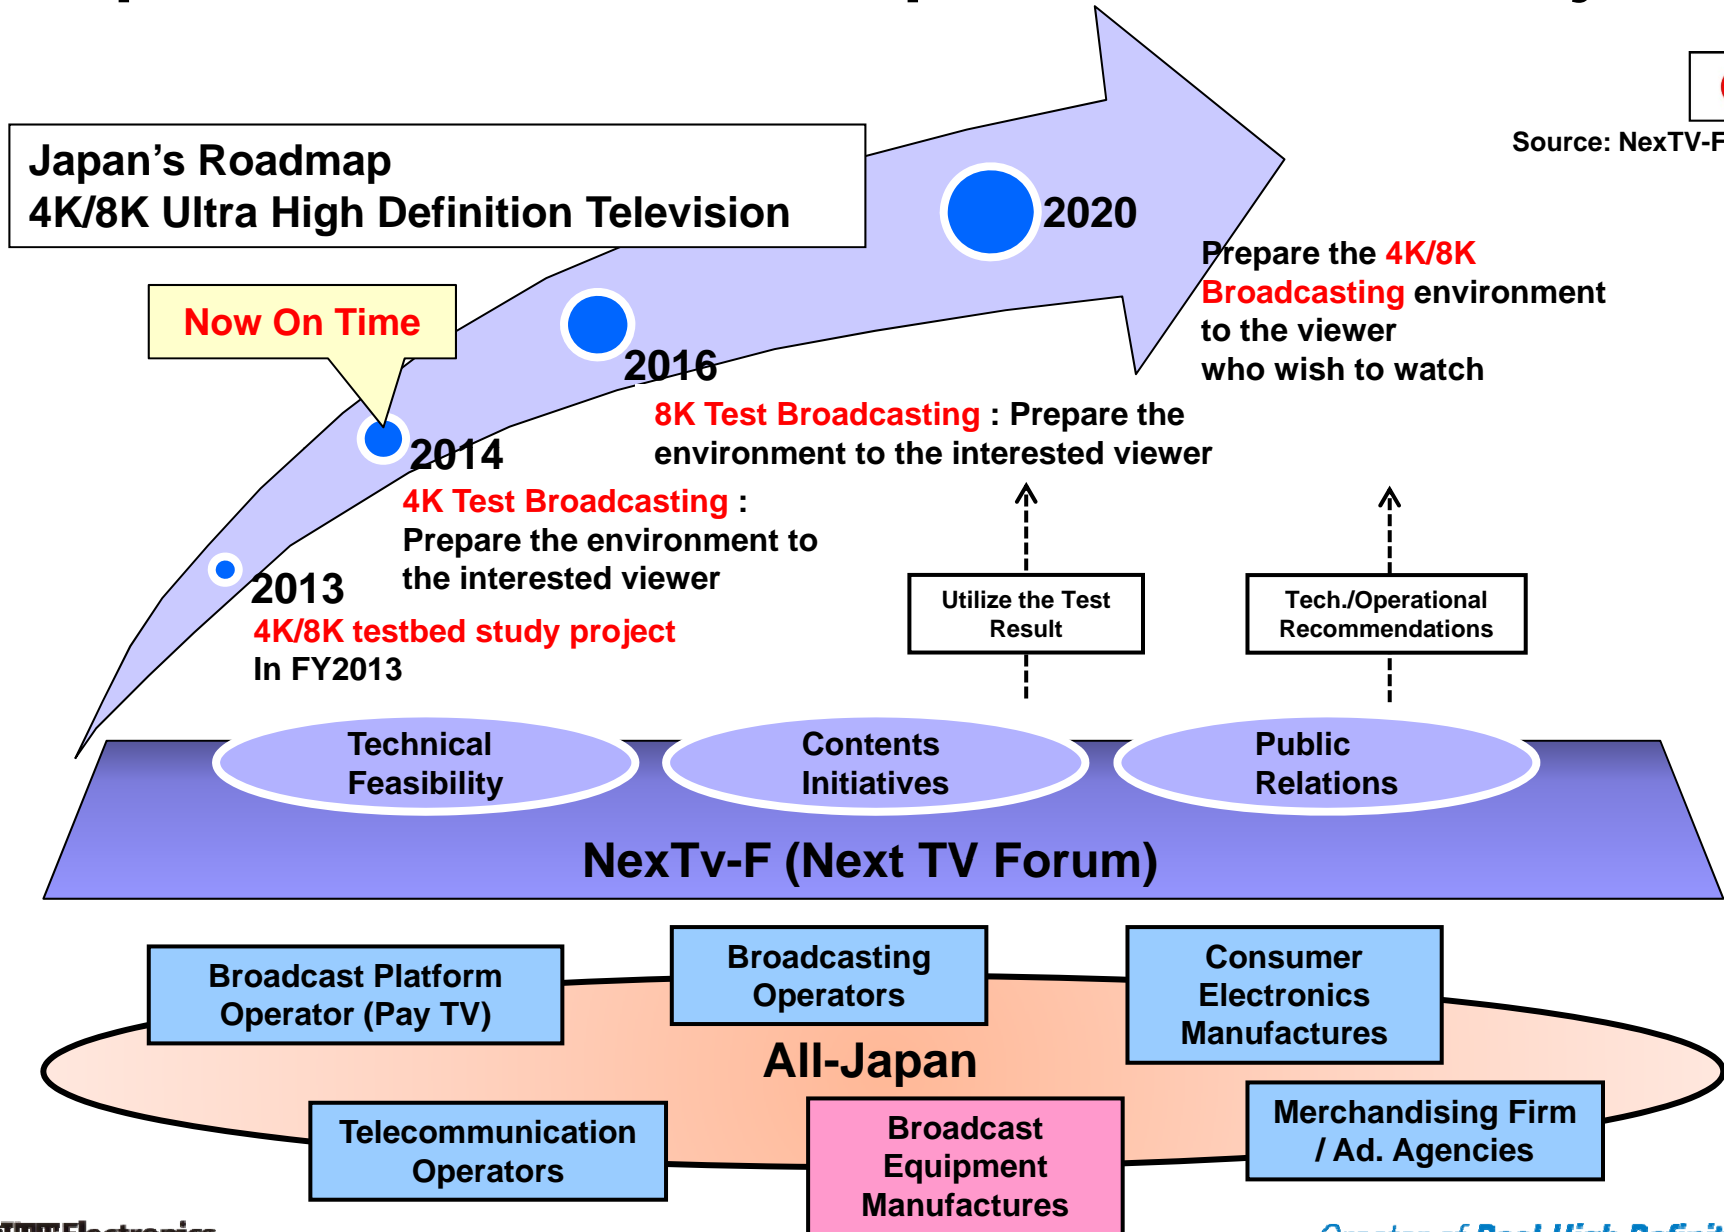 Japan's Roadmap
4K/8K Ultra High Definition Television
Source: NexTV-F
Now On Time
2020
Prepare the 4K/8K
Broadcasting environment
to the viewer
who wish to watch
2016
8K Test Broadcasting : Prepare the
environment to the interested viewer
2014
4K Test Broadcasting :
Prepare the environment to
the interested viewer
2013
4K/8K testbed study project
In FY2013
Utilize the Test
Result
Tech./Operational
Recommendations
Technical
Feasibility
Contents
Initiatives
Public
Relations
NexTv-F (Next TV Forum)
Broadcast Platform
Operator (Pay TV)
Broadcasting
Operators
Consumer
Electronics
Manufactures
All-Japan
Telecommunication
Operators
Broadcast
Equipment
Manufactures
Merchandising Firm
/ Ad. Agencies
Electronics
Creator of Real High